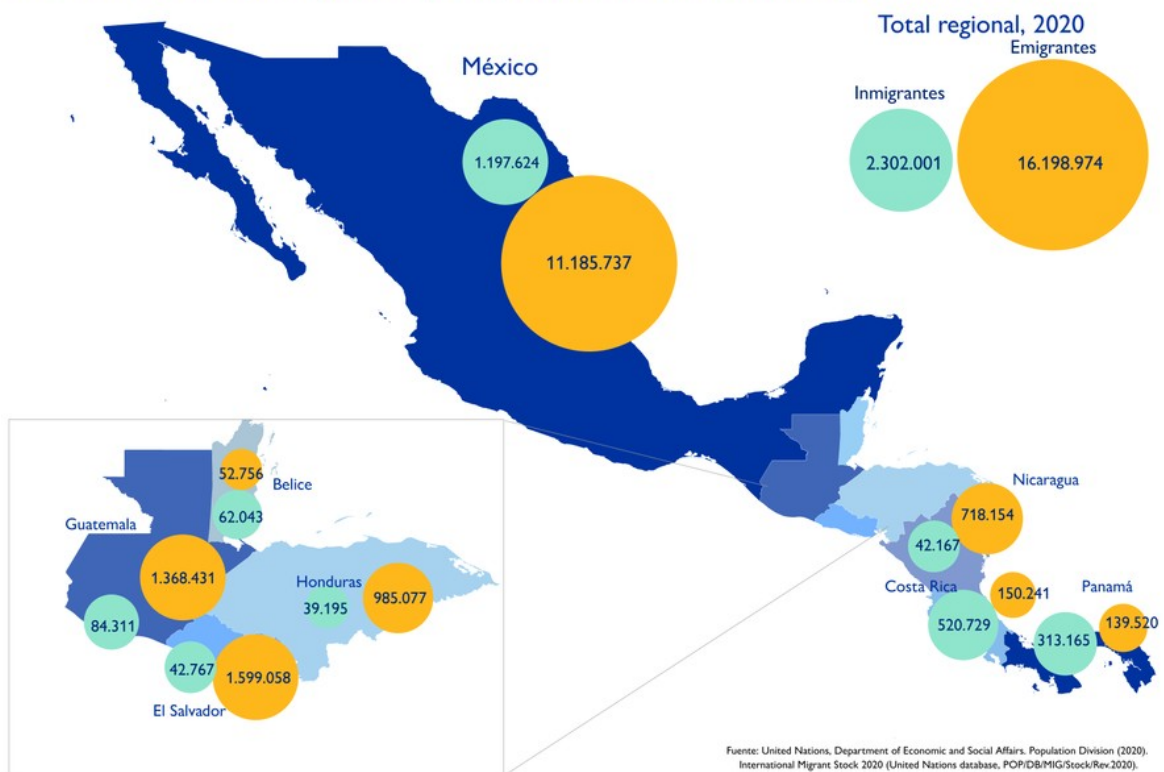 Total regional, 2020
Emigrantes
México
Inmigrantes
1.197.624
2.302.001
16.198.974
11.185.737
52.756
Belice
Nicaragua
62.043
718.154
Guatemala
42.167
1.368.431
Honduras
Costa Rica
Panamá
39.195
985.077
150.241
84.311
520.729
139.520
313.165
42.767
1.599.058
El Salvador
Fuente: United Nations, Department of Economic and Social Affairs. Population Division (2020).
International Migrant Stock 2020 (United Nations database, POP/DB/MIG/Stock/Rev.2020).